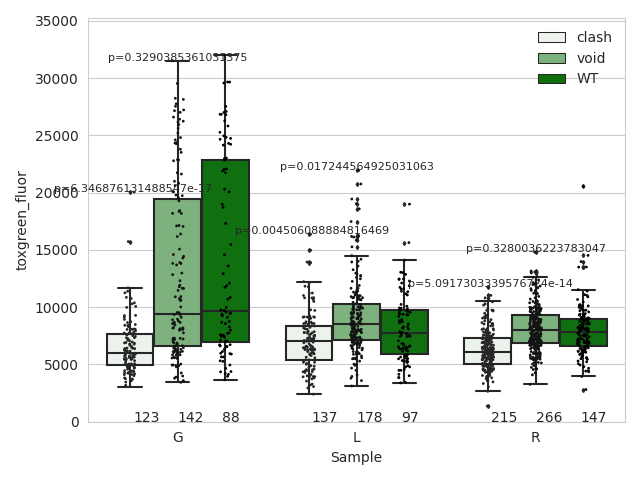 35000
clash
void
WT
p=0.3290385361031375
30000
25000
p=0.017244564925031063
20000
p=0.004506088884816469
p=0.3280036223783047
15000
10000
5000
0
123 142 88 137 178 97 215 266 147
G L R
Sample
toxgreen_fluor